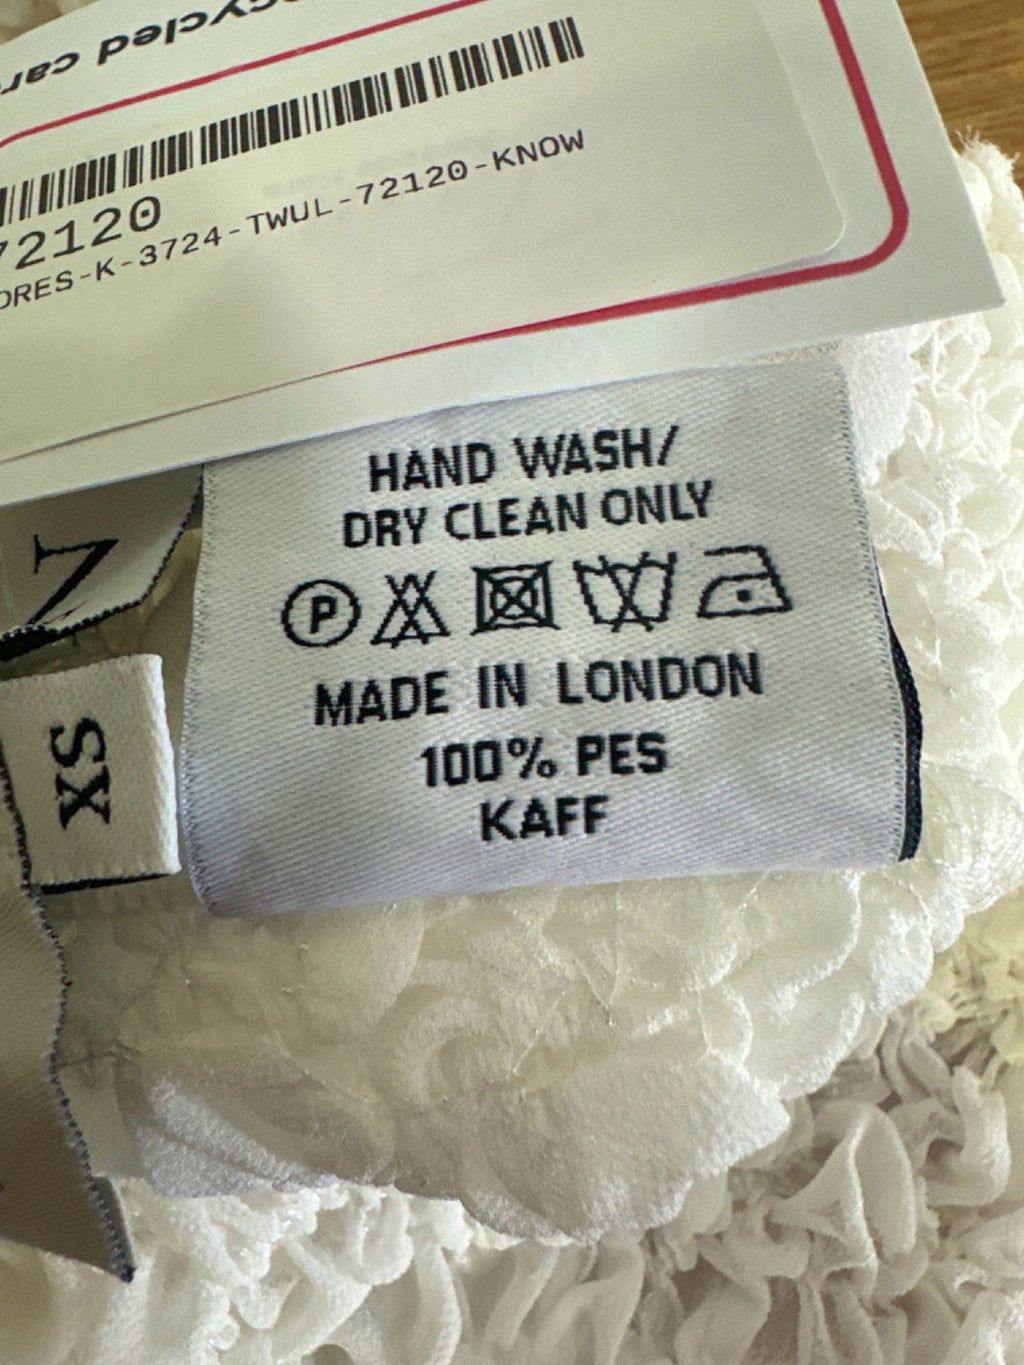 72120
DRES-K-3724-TWUL-72120-KNOW
HAND WASH/
DRY CLEAN ONLY
P
MADE IN LONDON
100% PES
KAFF
XS